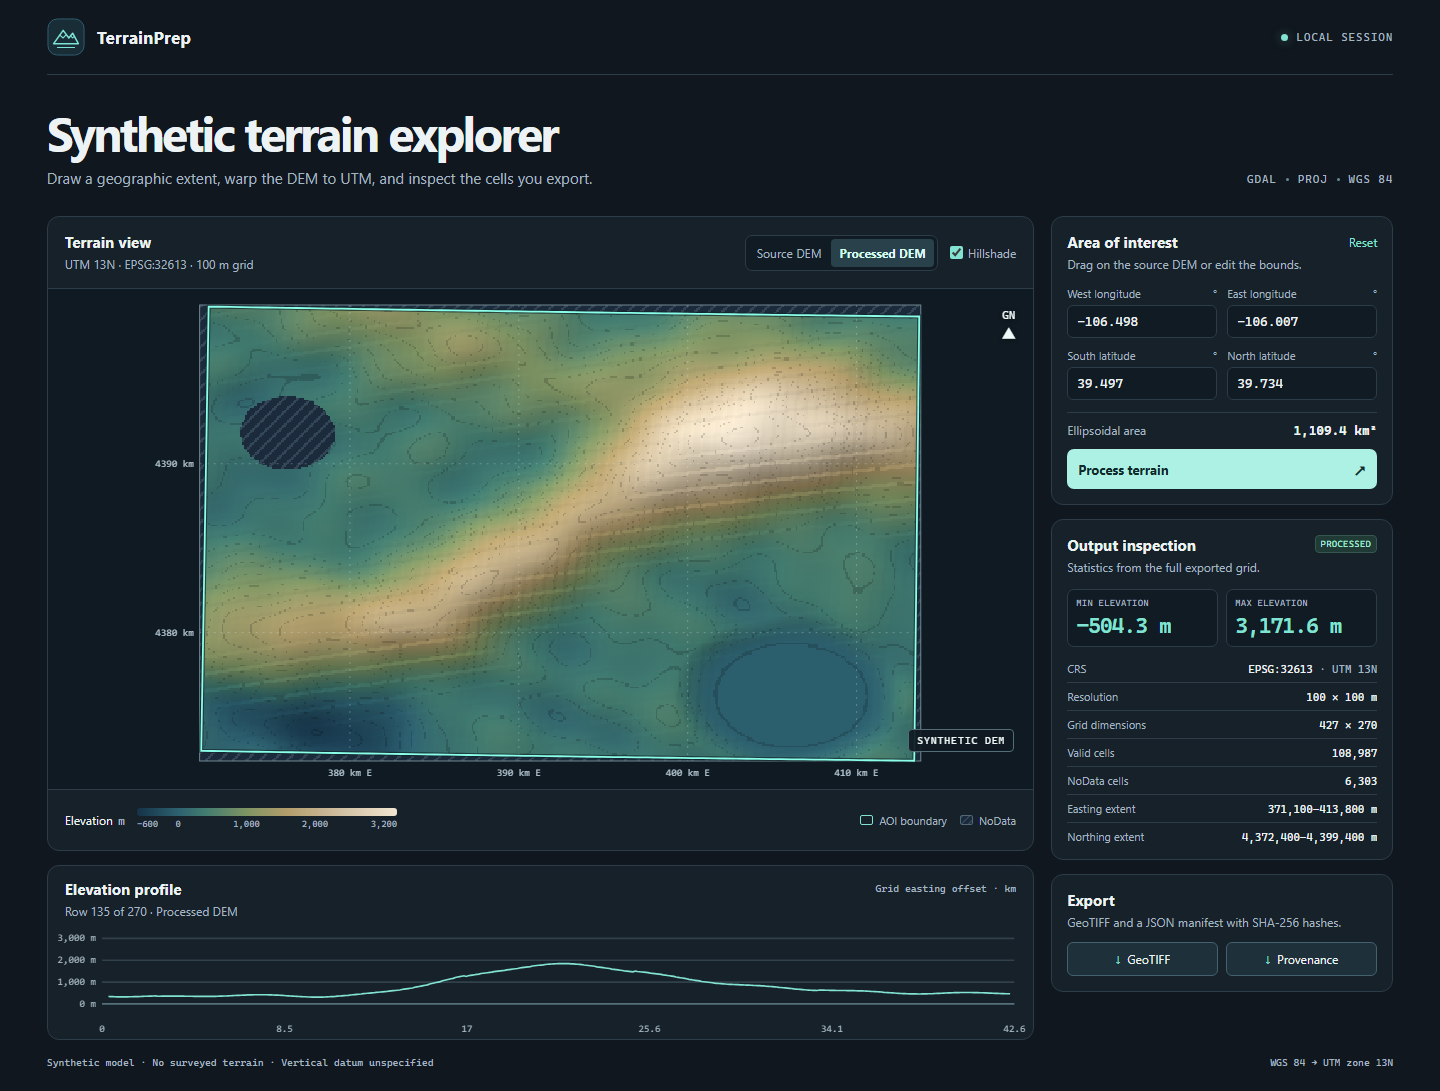 TerrainPrep
LOCAL SESSION
Synthetic terrain explorer
Draw a geographic extent, warp the DEM to UTM, and inspect the cells you export.
GDAL • PROJ • WGS 84
Terrain view
UTM 13N · EPSG:32613 · 100 m grid
Source DEM
Processed DEM
Hillshade
GN
4390 km
4380 km
SYNTHETIC DEM
380 km E
390 km E
400 km E
410 km E
Elevation m
−600
0
1,000
2,000
3,200
AOI boundary
NoData
Elevation profile
Row 135 of 270 · Processed DEM
Grid easting offset · km
3,000 m
2,000 m
1,000 m
0 m
0
8.5
17
25.6
34.1
42.6
Area of interest
Reset
Drag on the source DEM or edit the bounds.
West longitude °
East longitude °
−106.498
−106.007
South latitude °
North latitude °
39.497
39.734
Ellipsoidal area
1,109.4 km²
Process terrain ↗
Output inspection
PROCESSED
Statistics from the full exported grid.
MIN ELEVATION
−504.3 m
MAX ELEVATION
3,171.6 m
CRS
EPSG:32613 · UTM 13N
Resolution
100 × 100 m
Grid dimensions
427 × 270
Valid cells
108,987
NoData cells
6,303
Easting extent
371,100–413,800 m
Northing extent
4,372,400–4,399,400 m
Export
GeoTIFF and a JSON manifest with SHA-256 hashes.
↓ GeoTIFF
↓ Provenance
Synthetic model · No surveyed terrain · Vertical datum unspecified
WGS 84 → UTM zone 13N